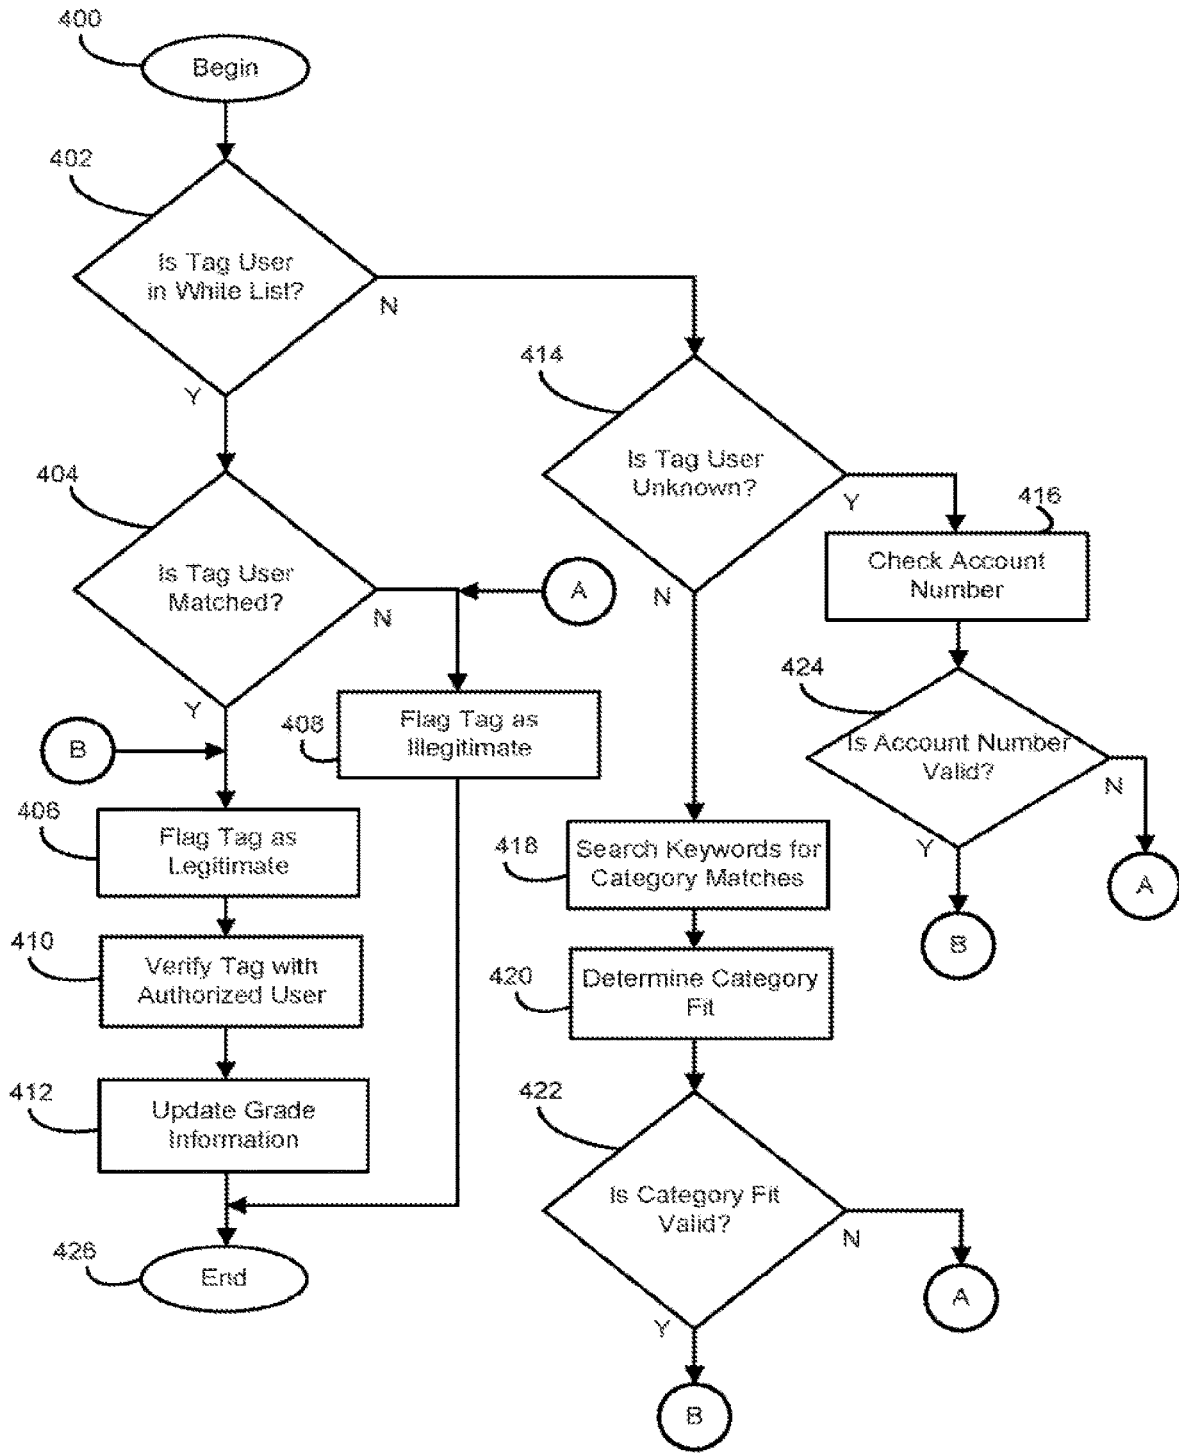 400
Begin
402
Is Tag User
in White List?
N
Y
414
Is Tag User
Unknown?
Y
N
404
Is Tag User
Matched?
N
Y
A
416
Check Account
Number
424
Is Account Number
Valid?
N
Y
A
B
B
408
Flag Tag as
Illegitimate
406
Flag Tag as
Legitimate
418
Search Keywords for
Category Matches
410
Verify Tag with
Authorized User
420
Determine Category
Fit
412
Update Grade
Information
422
Is Category Fit
Valid?
N
Y
A
B
426
End